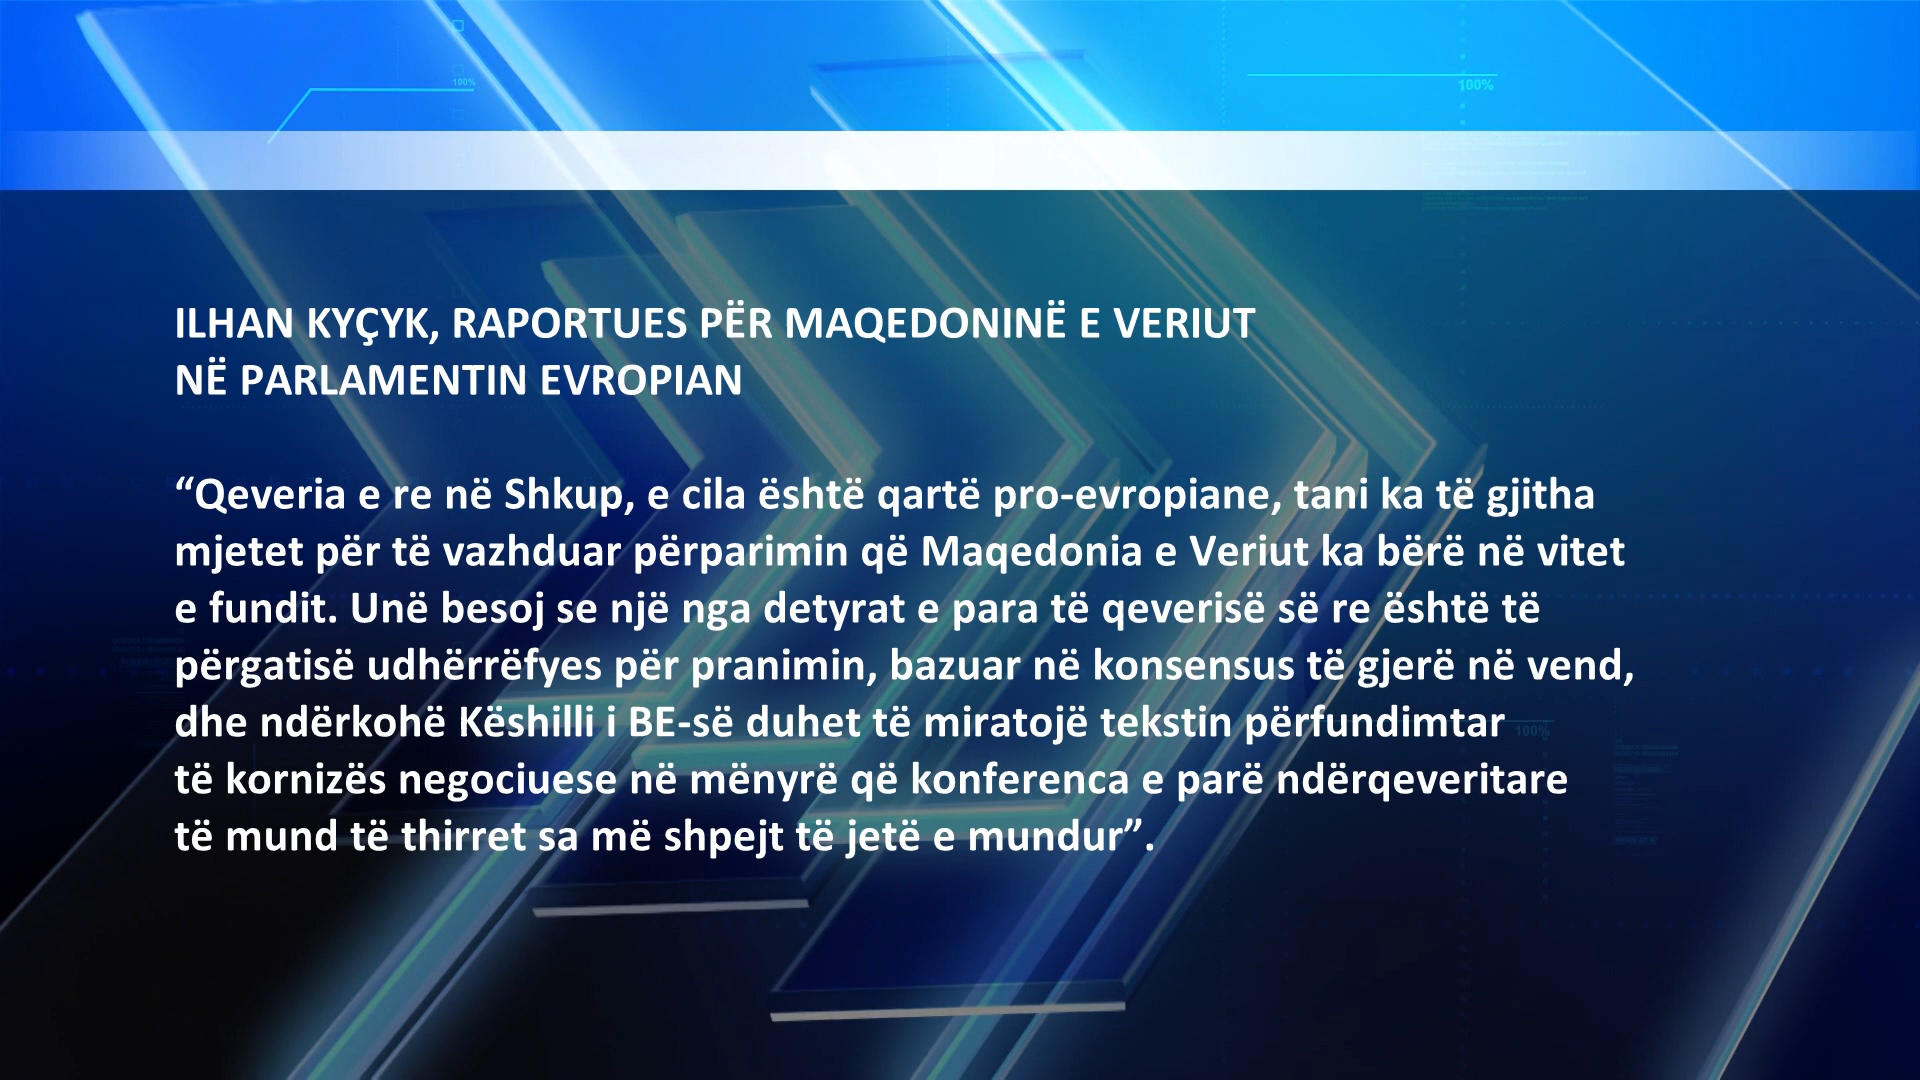 100%
100%
ILHAN KYÇYK, RAPORTUES PËR MAQEDONINË E VERIUT
NË PARLAMENTIN EVROPIAN
“Qeveria e re në Shkup, e cila është qartë pro-evropiane, tani ka të gjitha
mjetet për të vazhduar përparimin që Maqedonia e Veriut ka bërë në vitet
e fundit. Unë besoj se një nga detyrat e para të qeverisë së re është të
përgatisë udhërrëfyes për pranimin, bazuar në konsensus të gjerë në vend,
dhe ndërkohë Këshilli i BE-së duhet të miratojë tekstin përfundimtar
100%
të kornizës negociuese në mënyrë që konferenca e parë ndërqeveritare
të mund të thirret sa më shpejt të jetë e mundur”.